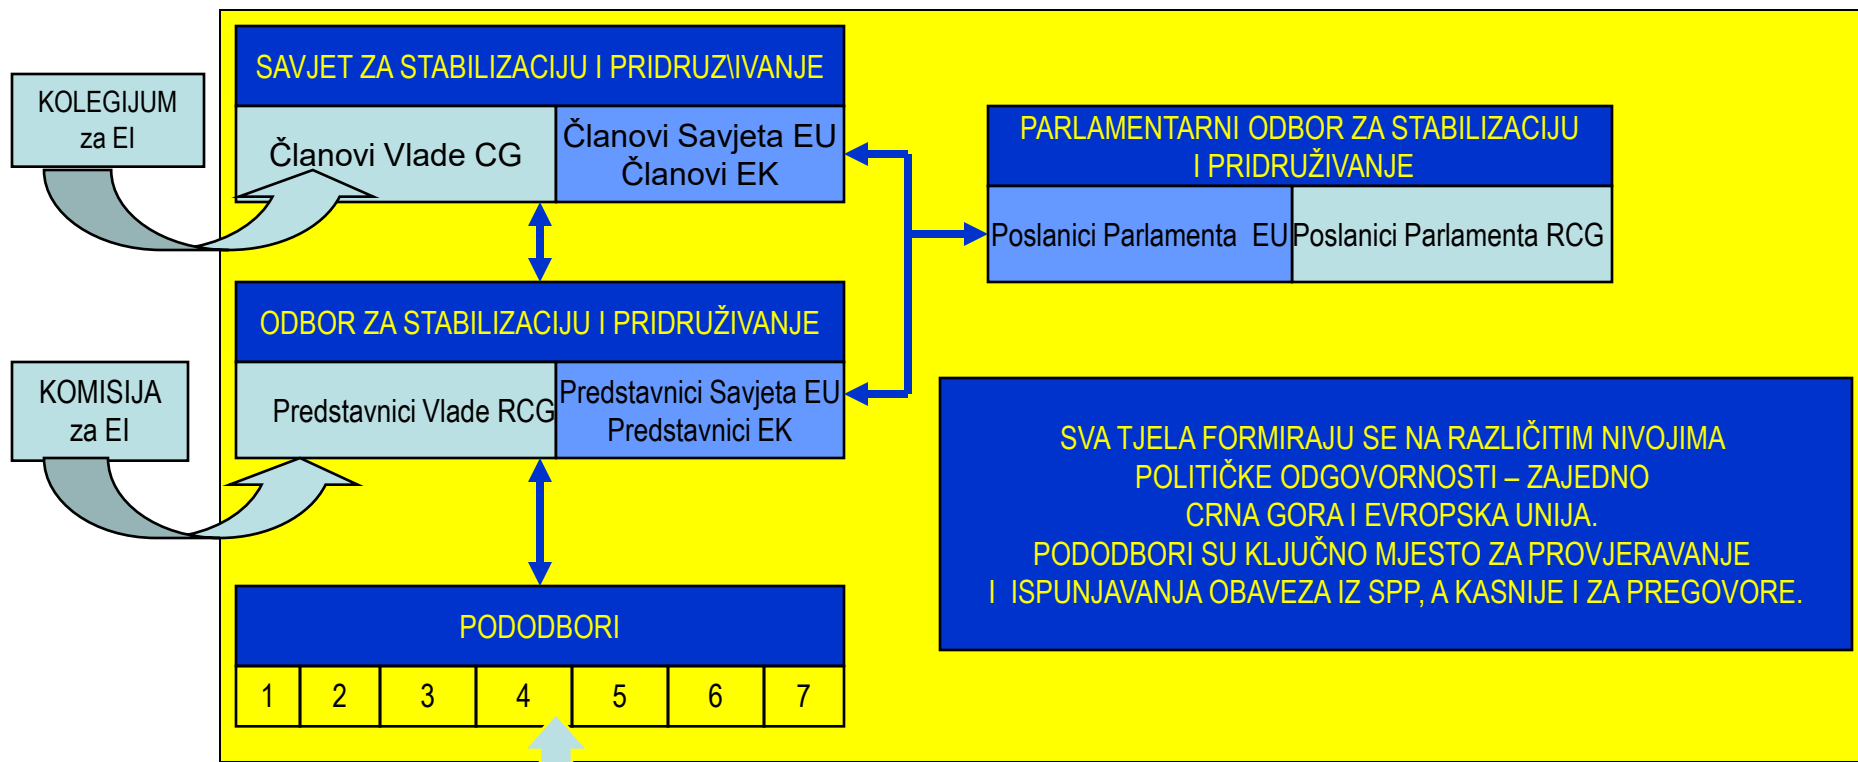 SAVJET ZA STABILIZACIJU I PRIDRUZ\IVANJE
KOLEGIJUM
za EI
Članovi Vlade CG
Članovi Savjeta EU
Članovi EK
PARLAMENTARNI ODBOR ZA STABILIZACIJU
I PRIDRUŽIVANJE
Poslanici Parlamenta  EU
Poslanici Parlamenta RCG
ODBOR ZA STABILIZACIJU I PRIDRUŽIVANJE
KOMISIJA
za EI
Predstavnici Vlade RCG
Predstavnici Savjeta EU
Predstavnici EK
SVA TJELA FORMIRAJU SE NA RAZLIČITIM NIVOJIMA
POLITIČKE ODGOVORNOSTI – ZAJEDNO
CRNA GORA I EVROPSKA UNIJA.
PODODBORI SU KLJUČNO MJESTO ZA PROVJERAVANJE
I  ISPUNJAVANJA OBAVEZA IZ SPP, A KASNIJE I ZA PREGOVORE.
PODODBORI
1 2 3 4 5 6 7